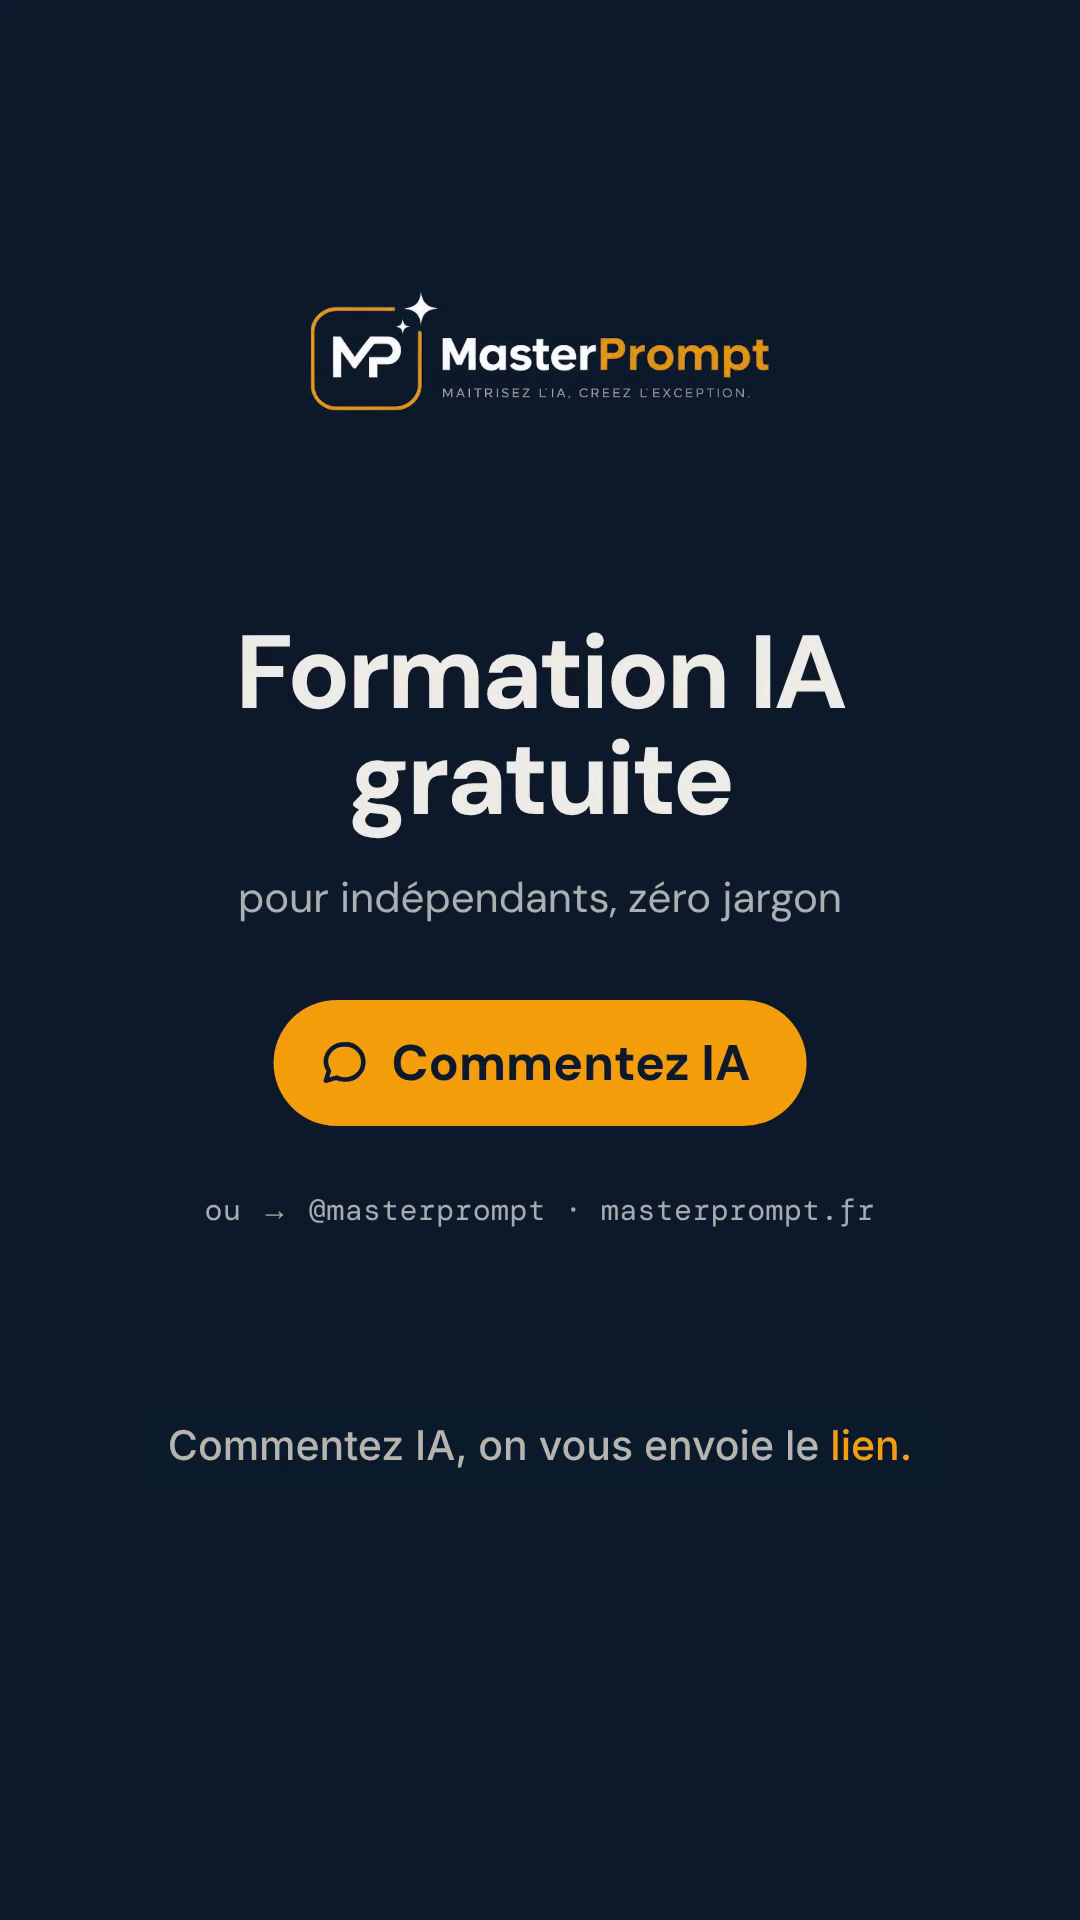 MP
MasterPrompt
MAITRISEZ L'IA, CREEZ L'EXCEPTION.
Formation IA
gratuite
pour indépendants, zéro jargon
Commentez IA
ou → @masterprompt · masterprompt.fr
Commentez IA, on vous envoie le lien.